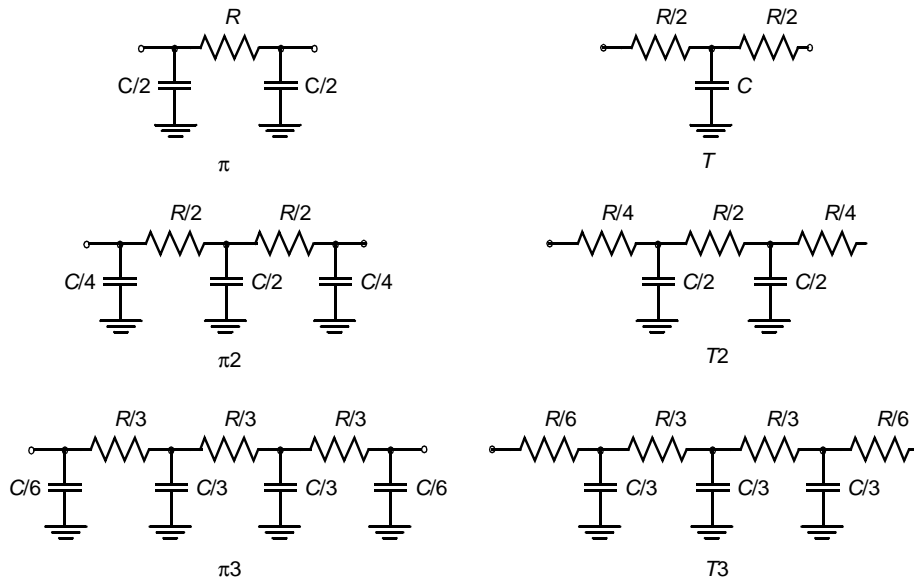 R
R/2 R/2
C/2 C/2
C
π
T
R/2 R/2
R/4 R/2 R/4
C/4 C/2 C/4
C/2 C/2
π2
T2
R/3 R/3 R/3
R/6 R/3 R/3 R/6
C/6 C/3 C/3 C/6
C/3 C/3 C/3
π3
T3